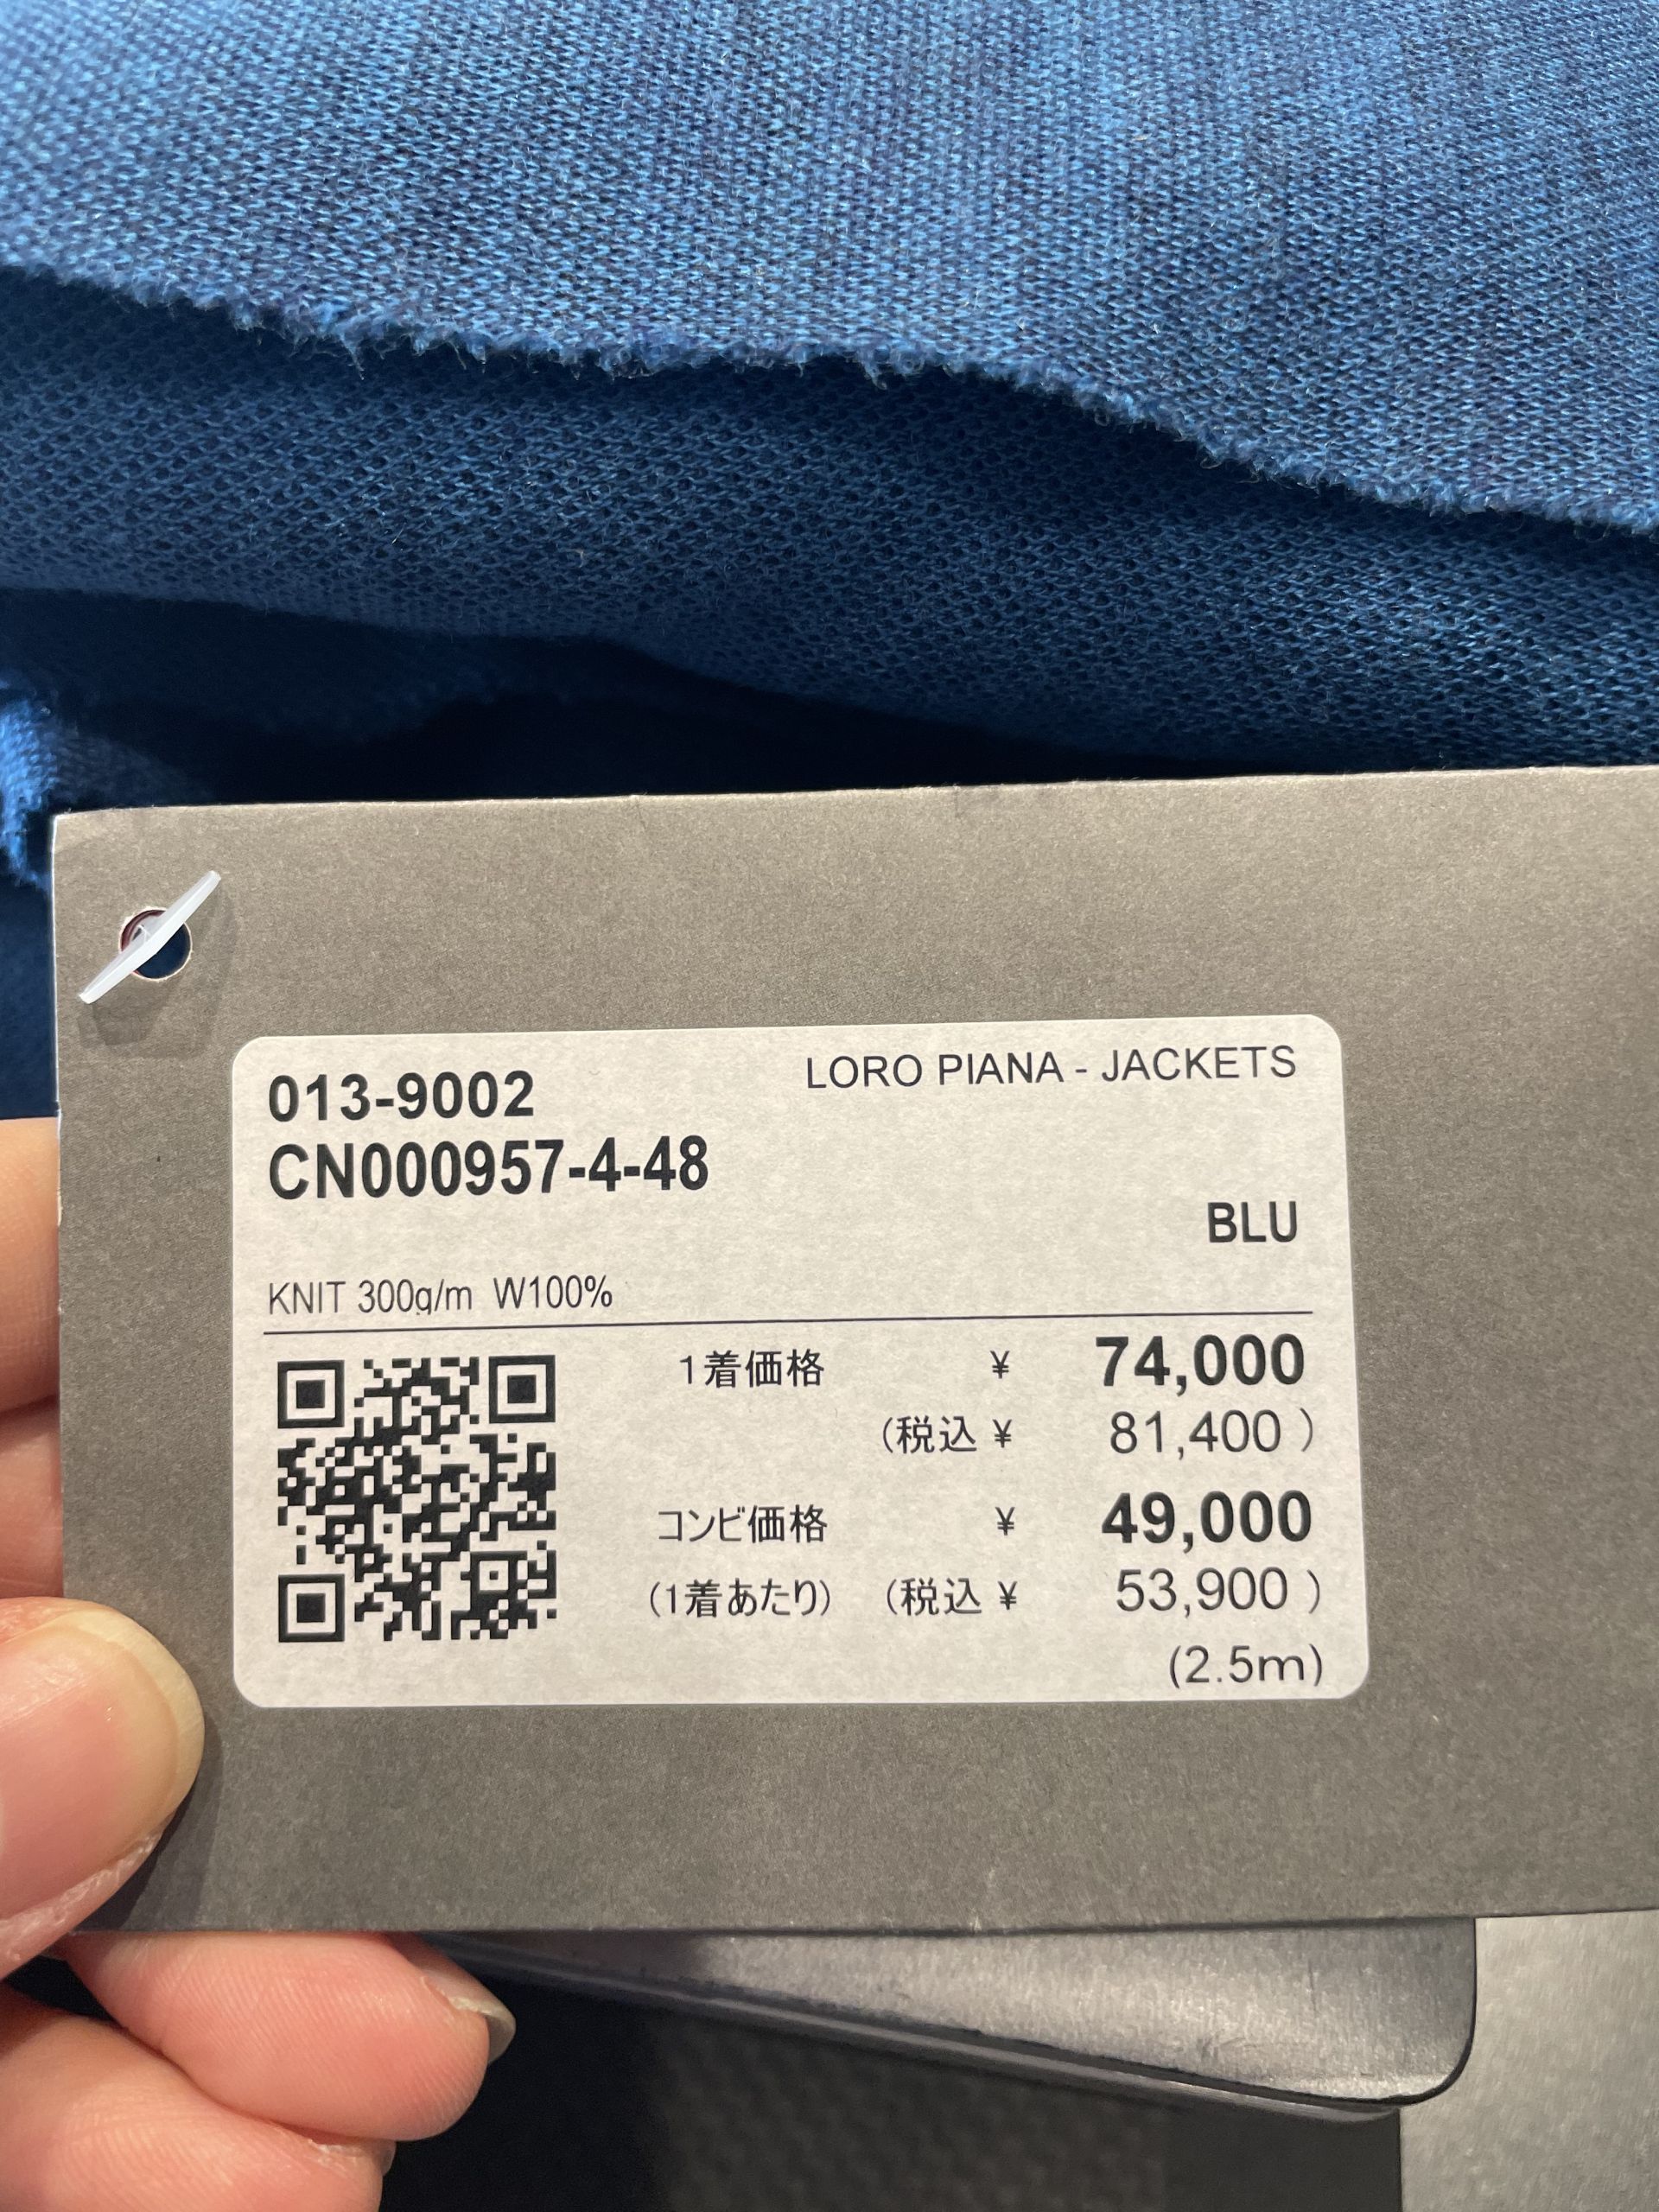 013-9002
LORO PIANA - JACKETS
CN000957-4-48
BLU
KNIT 300g/m W100%
1着価格 ¥ 74,000
(税込 ¥ 81,400 )
コンビ価格 ¥ 49,000
(1着あたり) (税込 ¥ 53,900 )
(2.5m)